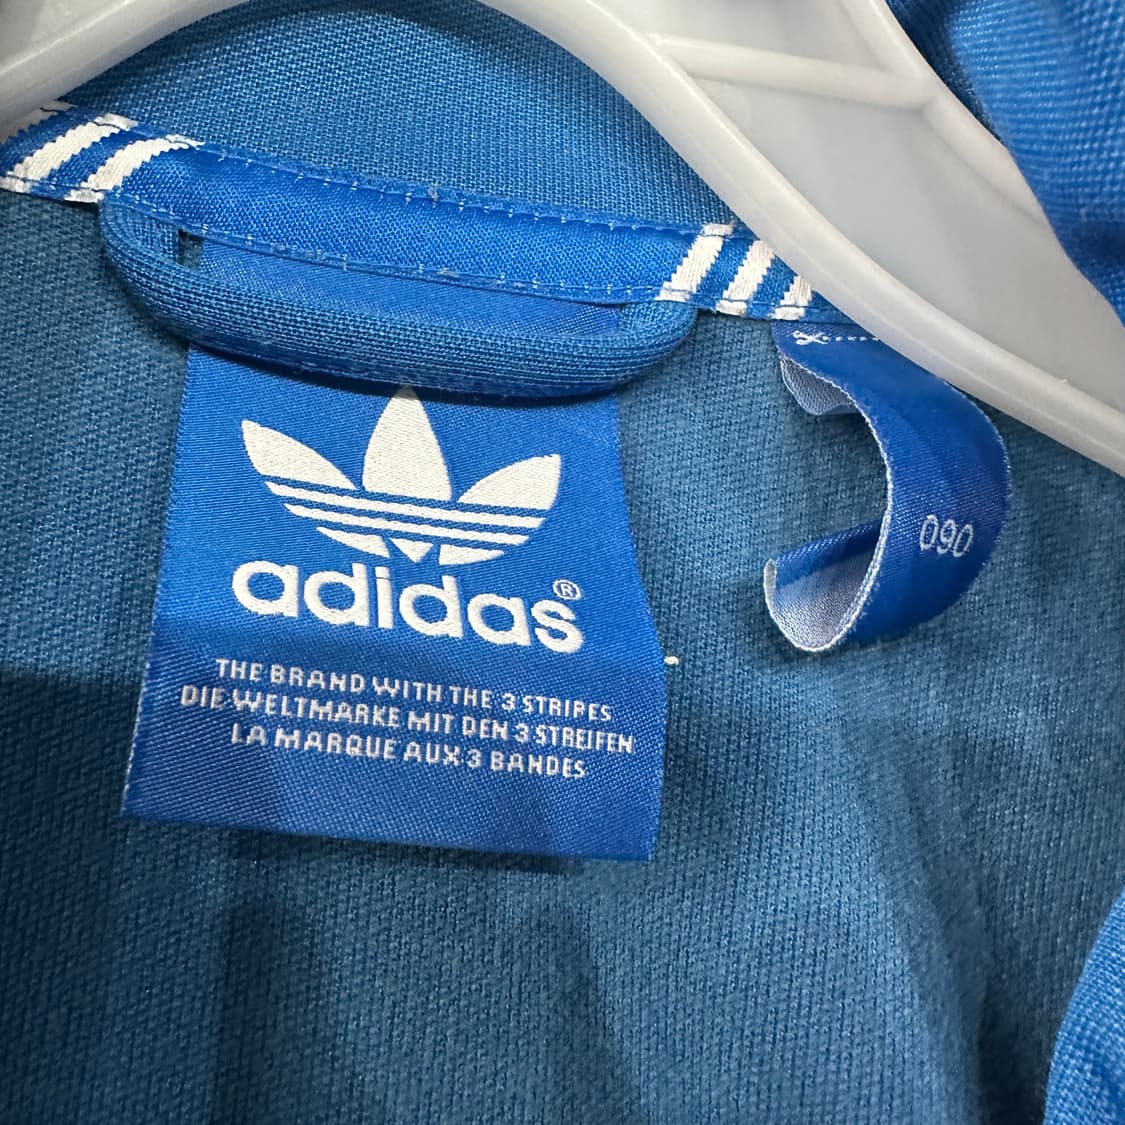 adidas®
THE BRAND WITH THE 3 STRIPES
DIE WELTMARKE MIT DEN 3 STREIFEN
LA MARQUE AUX 3 BANDES
090